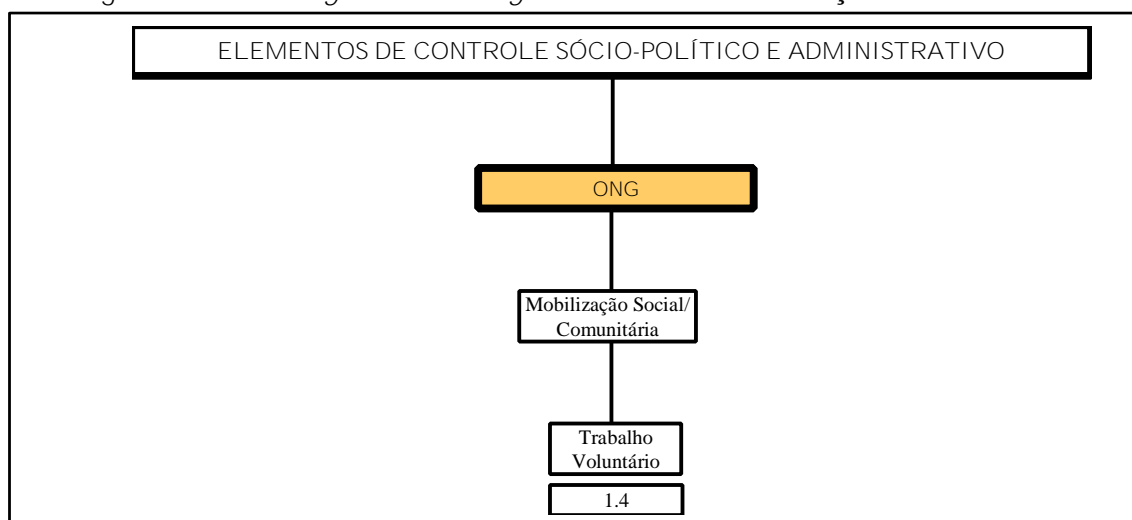 ELEMENTOS DE CONTROLE SÓCIO-POLÍTICO E ADMINISTRATIVO
ONG
Mobilização Social/
Comunitária
Trabalho
Voluntário
1.4